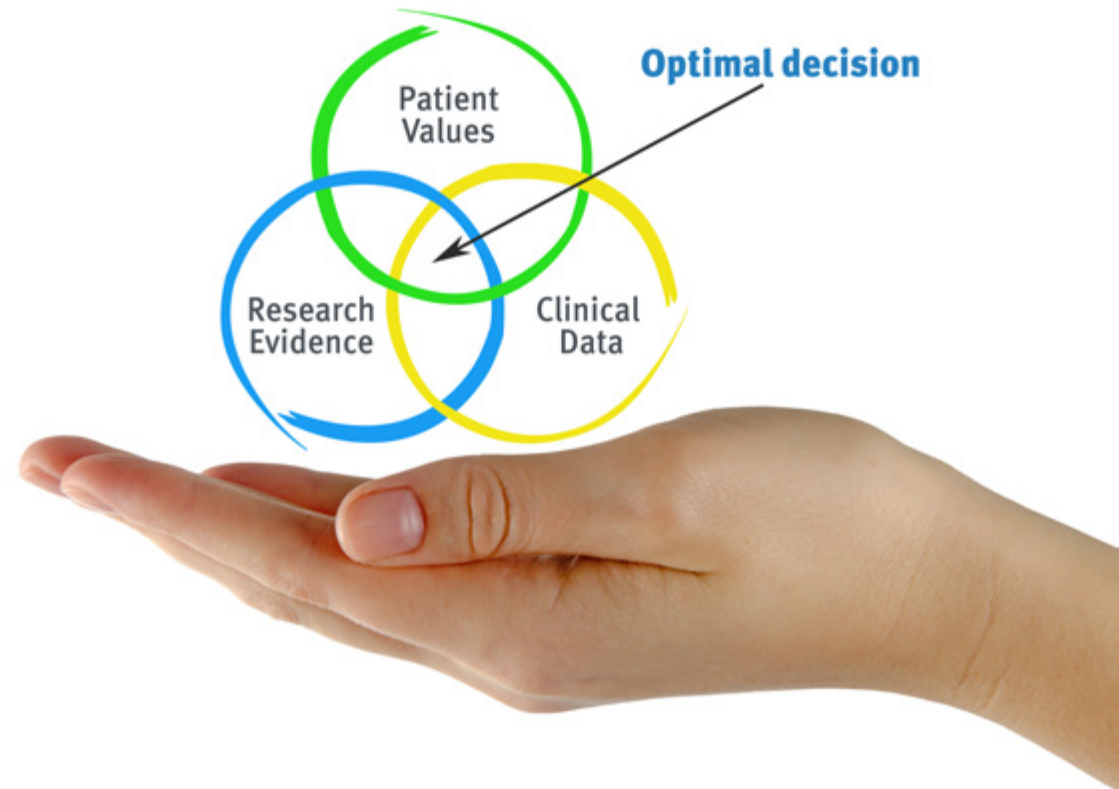 Optimal decision
Patient
Values
Research
Evidence
Clinical
Data